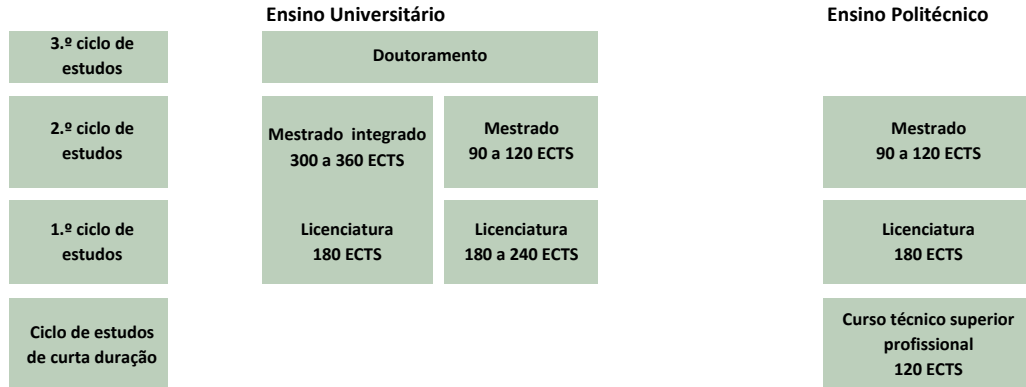 Ensino Universitário
Ensino Politécnico
3.º ciclo de
estudos
Doutoramento
2.º ciclo de
estudos
Mestrado integrado
300 a 360 ECTS
Mestrado
90 a 120 ECTS
Mestrado
90 a 120 ECTS
1.º ciclo de
estudos
Licenciatura
180 ECTS
Licenciatura
180 a 240 ECTS
Licenciatura
180 ECTS
Ciclo de estudos
de curta duração
Curso técnico superior
profissional
120 ECTS